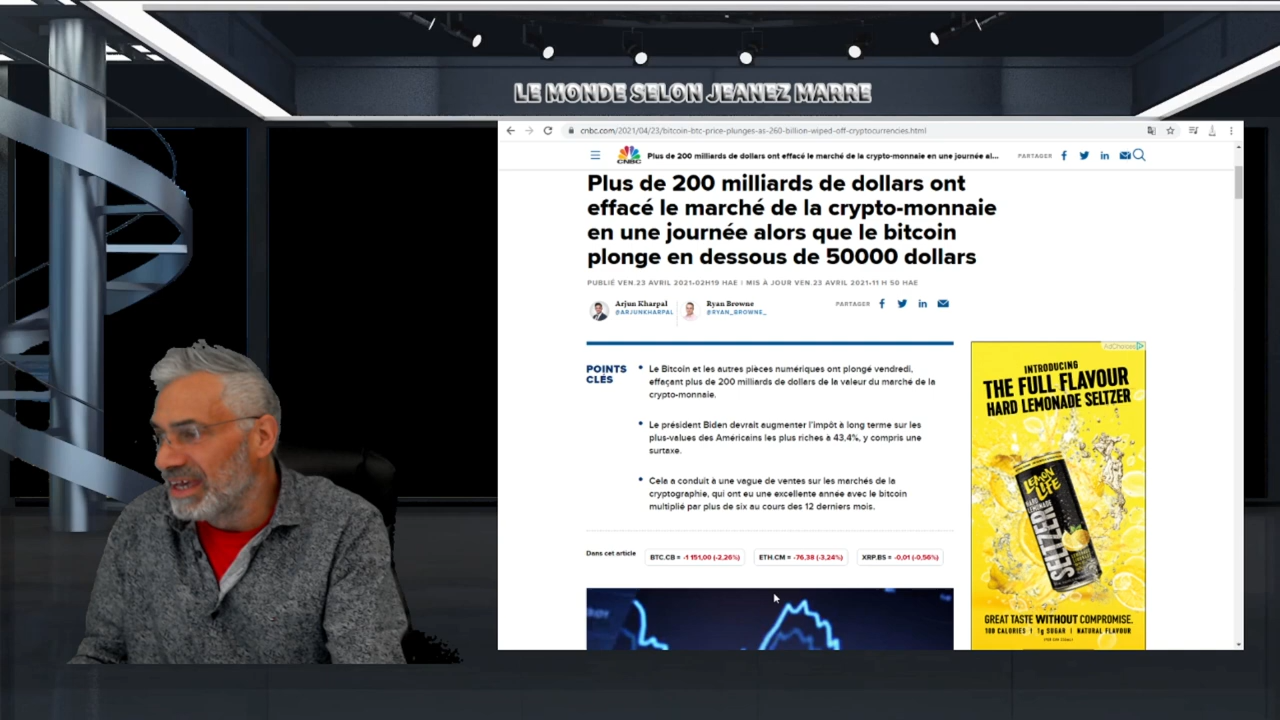 LE MONDE SELON JEANEZ MARRE
cnbc.com/2021/04/23/bitcoin-btc-price-plunges-as-260-billion-wiped-off-cryptocurrencies.html
CNBC
Plus de 200 milliards de dollars ont effacé le marché de la crypto-monnaie en une journée al...
PARTAGER
Plus de 200 milliards de dollars ont
effacé le marché de la crypto-monnaie
en une journée alors que le bitcoin
plonge en dessous de 50000 dollars
PUBLIÉ VEN.23 AVRIL 2021•02H19 HAE | MIS À JOUR VEN.23 AVRIL 2021•11 H 50 HAE
Arjun Kharpal
@ARJUNKHARPAL
Ryan Browne
@RYAN_BROWNE_
PARTAGER
POINTS
CLÉS
Le Bitcoin et les autres pièces numériques ont plongé vendredi,
effaçant plus de 200 milliards de dollars de la valeur du marché de la
crypto-monnaie.
Le président Biden devrait augmenter l'impôt à long terme sur les
plus-values des Américains les plus riches à 43,4%, y compris une
surtaxe.
Cela a conduit à une vague de ventes sur les marchés de la
cryptographie, qui ont eu une excellente année avec le bitcoin
multiplié par plus de six au cours des 12 derniers mois.
Dans cet article
BTC.CB = -1 151,00 (-2,26%)
ETH.CM = -76,38 (-3,24%)
XRP.BS = -0,01 (-0,56%)
AdChoices
INTRODUCING
THE FULL FLAVOUR
HARD LEMONADE SELTZER
LEMON
LIFE
HARD LEMONADE
SELTZER
GREAT TASTE WITHOUT COMPROMISE.
100 CALORIES | 1g SUGAR | NATURAL FLAVOUR